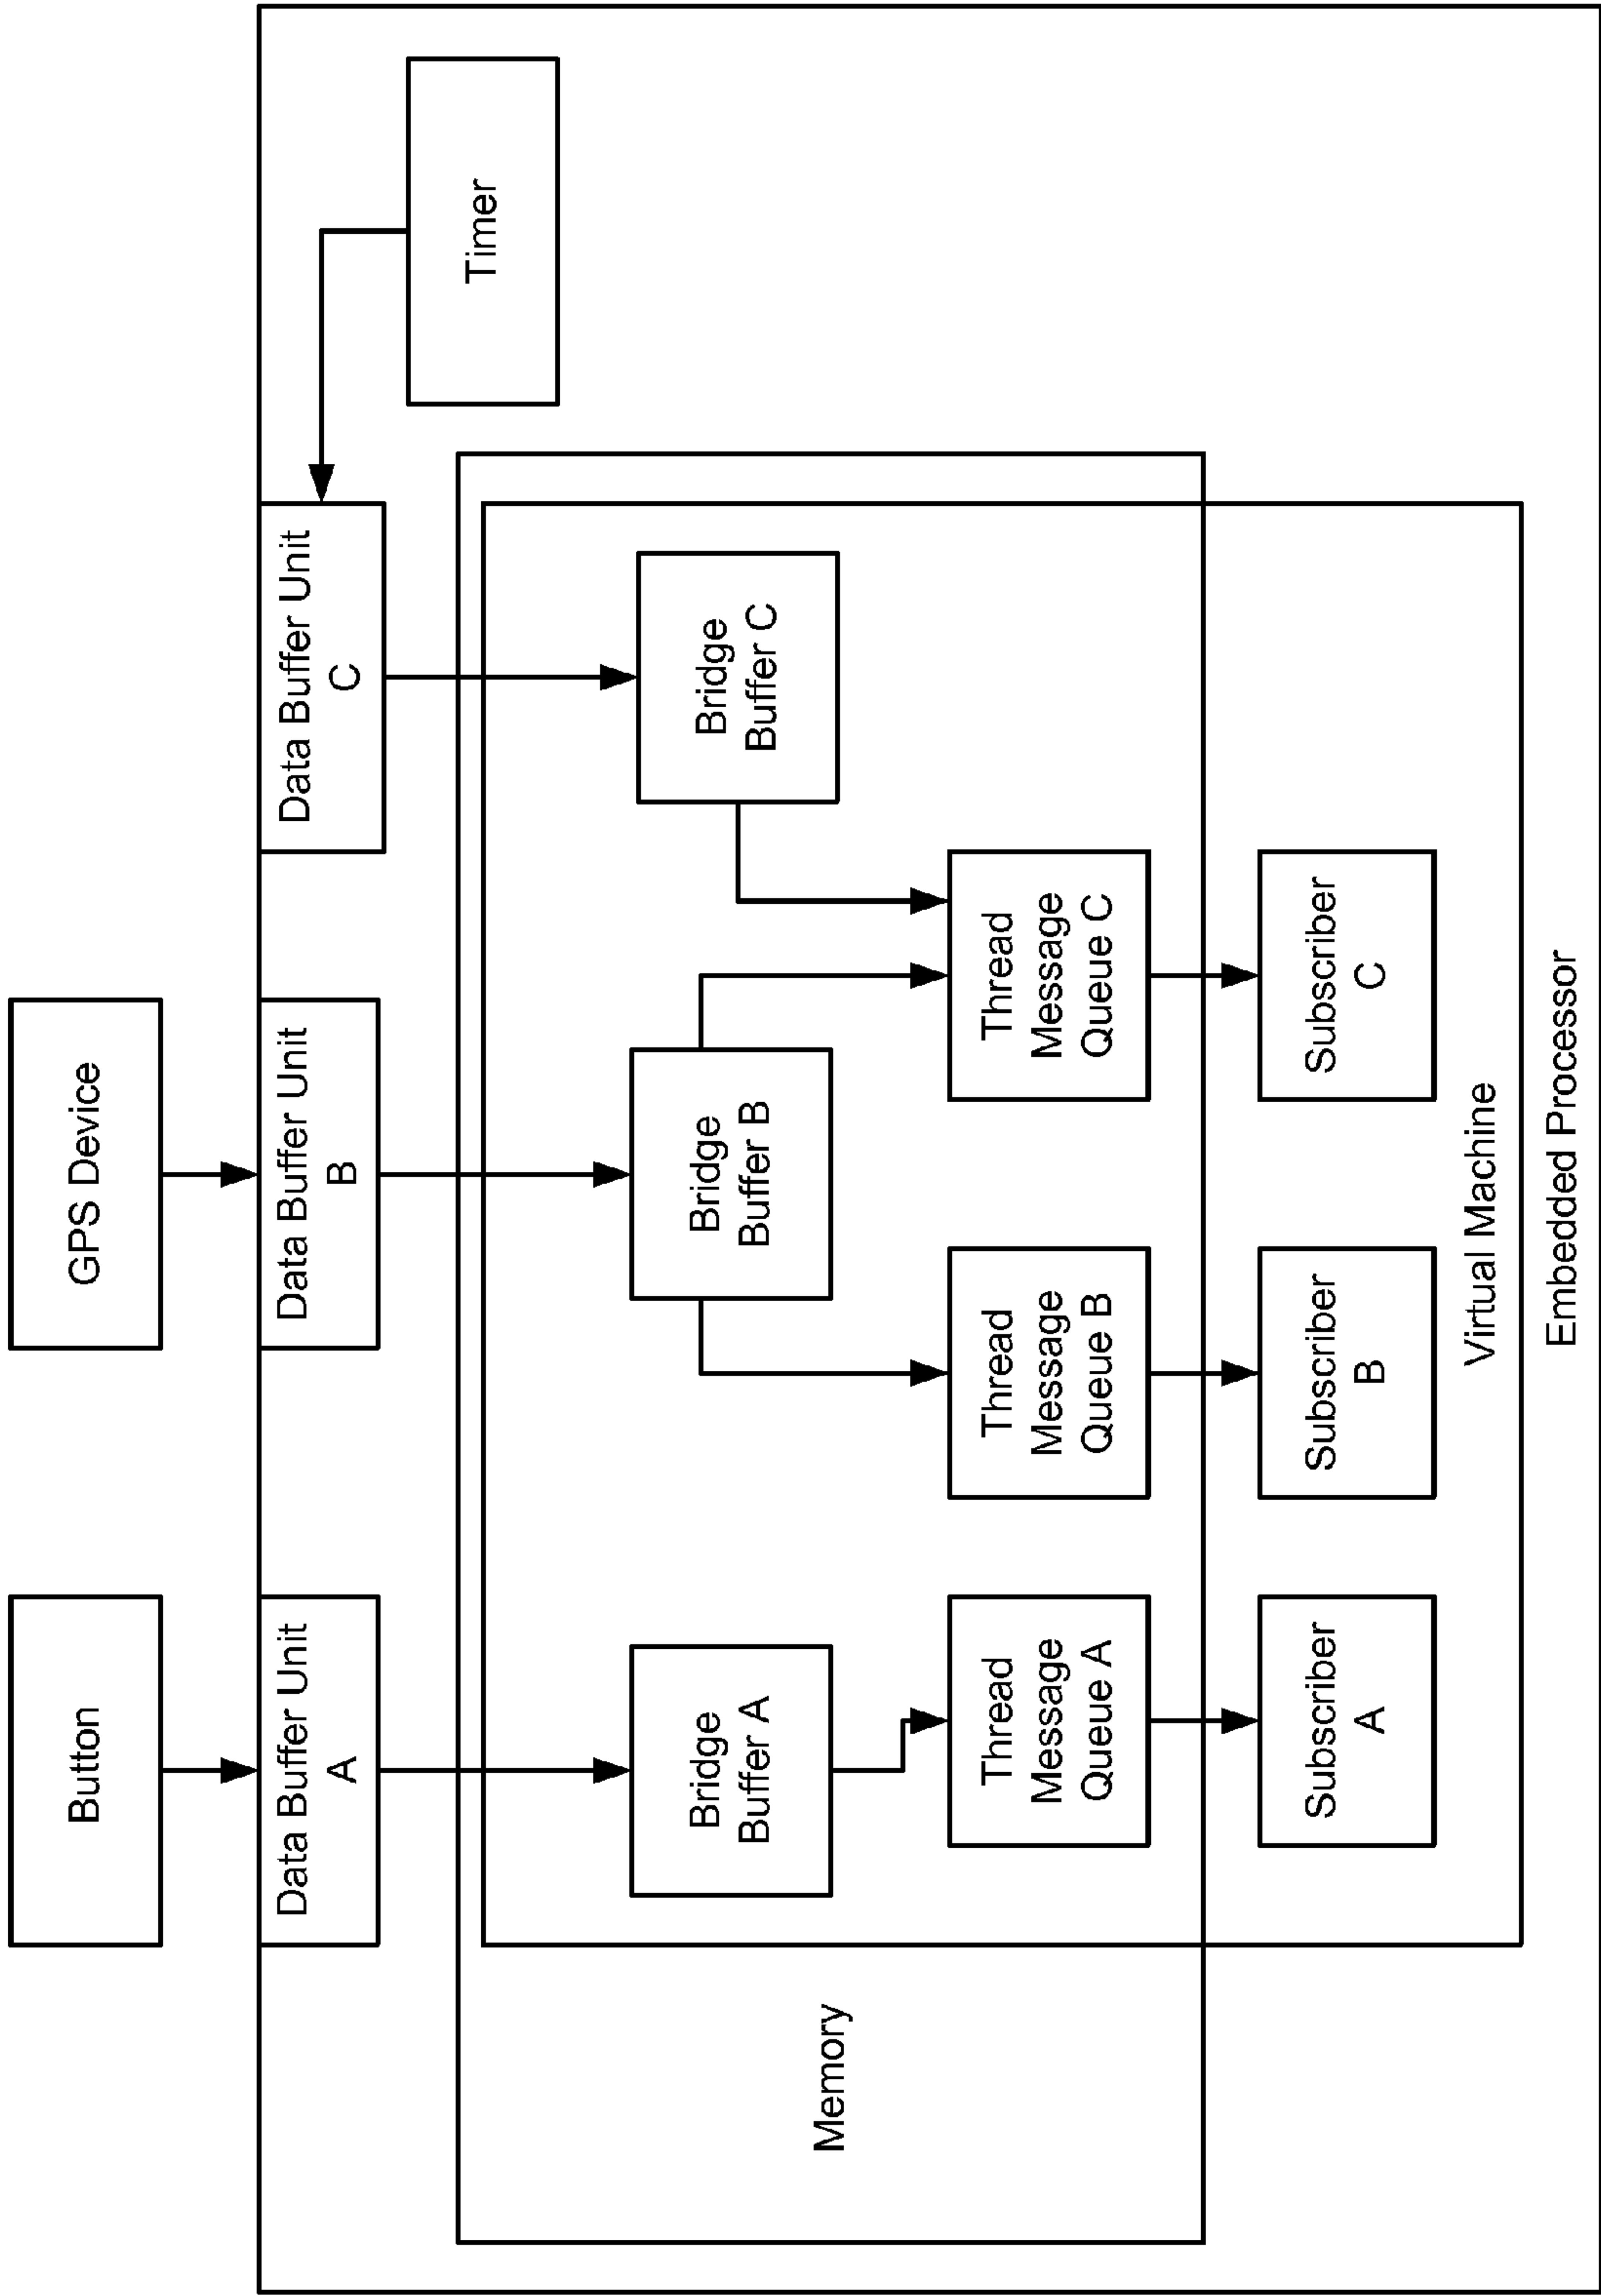 Button
GPS Device
Data Buffer Unit
A
Data Buffer Unit
B
Data Buffer Unit
C
Timer
Memory
Bridge
Buffer A
Bridge
Buffer B
Bridge
Buffer C
Thread
Message
Queue A
Thread
Message
Queue B
Thread
Message
Queue C
Subscriber
A
Subscriber
B
Subscriber
C
Virtual Machine
Embedded Processor